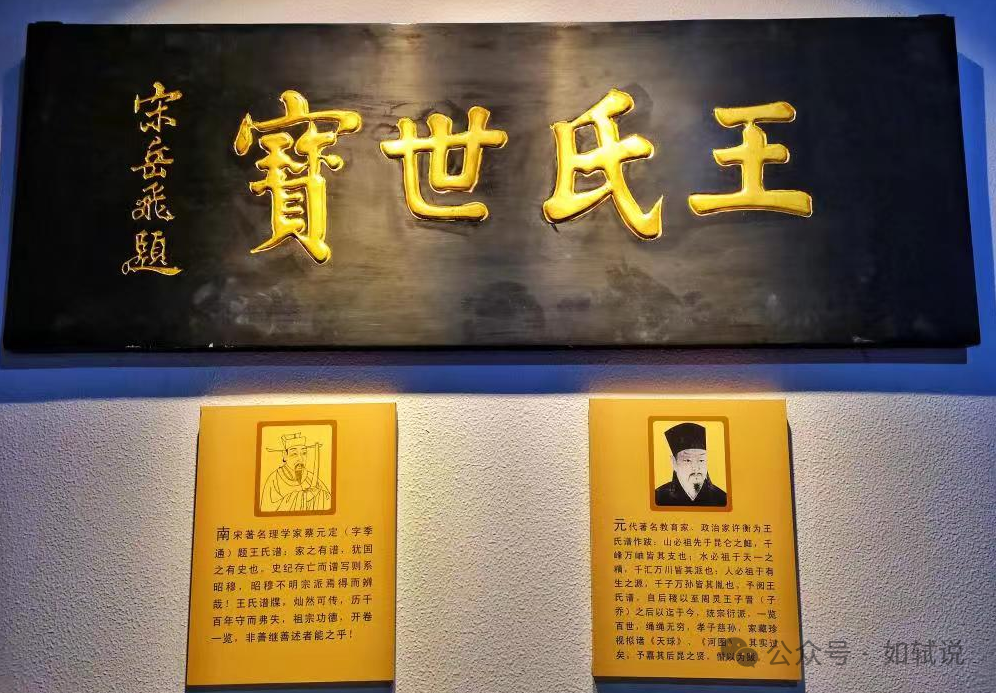 王氏世寶
宋岳飛題
南宋著名理学家蔡元定（字季
通）题王氏谱：家之有谱，犹国
之有史也，史纪存亡而谱写则系
昭穆，昭穆不明宗派焉得而辨
哉！王氏谱牒，灿然可传，历千
百年守而弗失，祖宗功德，开卷
一览，非善继善述者能之乎！
元代著名教育家、政治家许衡为王
氏谱作跋：山必祖先于昆仑之巅，千
峰万岫皆其支也；水必祖于天一之
精，千汇万川皆其派也；人必祖于有
生之源，千子万孙皆其胤也，予阅王
氏谱，自后稷以至周灵王子晋（子
乔）之后以迄于今，统宗衍派，一览
百世，绳绳无穷，孝子慈孙，家藏珍
视拟诸《天球》、《河图》，其实过
矣，予嘉其后昆之贤，以为
公众号·如轼说